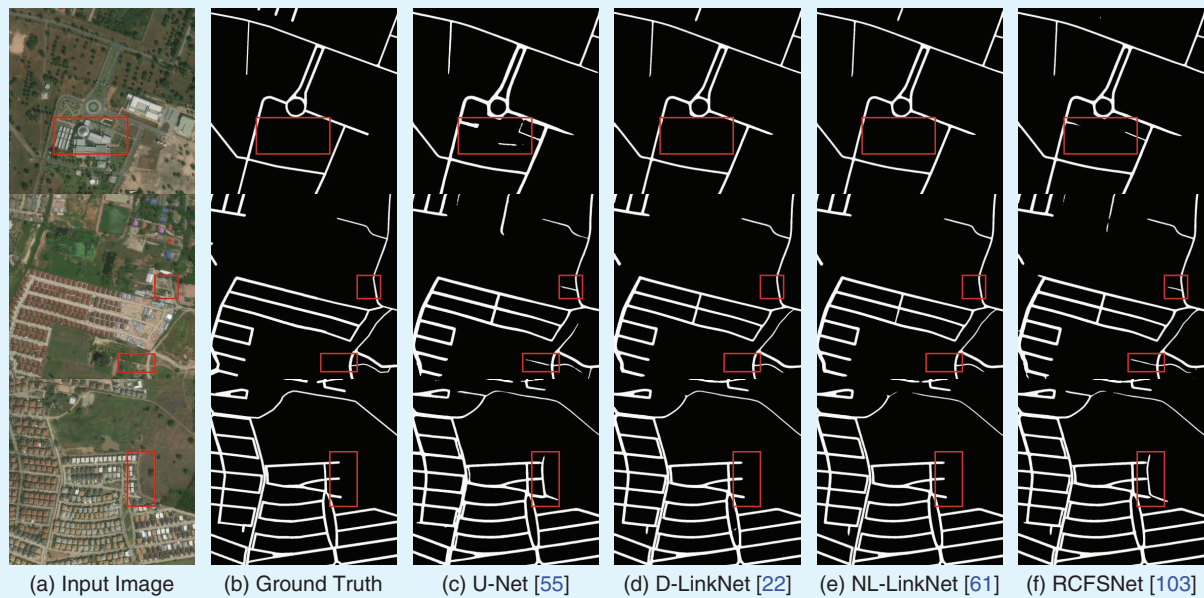 (a) Input Image (b) Ground Truth (c) U-Net [55] (d) D-LinkNet [22] (e) NL-LinkNet [61] (f) RCFSNet [103]